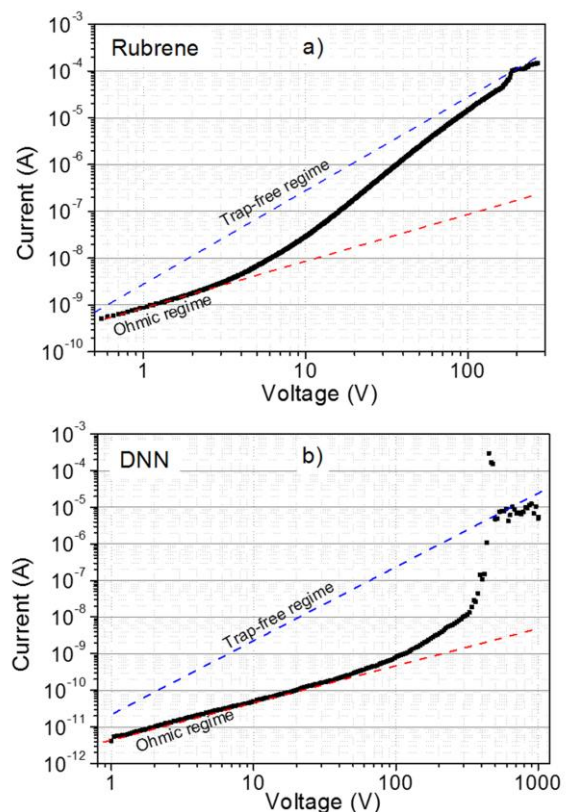 Rubrene a)
10⁻³
10⁻⁴
10⁻⁵
10⁻⁶
10⁻⁷
10⁻⁸
10⁻⁹
10⁻¹⁰
Current (A)
Trap-free regime
Ohmic regime
1 10 100
Voltage (V)
DNN b)
10⁻³
10⁻⁴
10⁻⁵
10⁻⁶
10⁻⁷
10⁻⁸
10⁻⁹
10⁻¹⁰
10⁻¹¹
10⁻¹²
Current (A)
Trap-free regime
Ohmic regime
1 10 100 1000
Voltage (V)